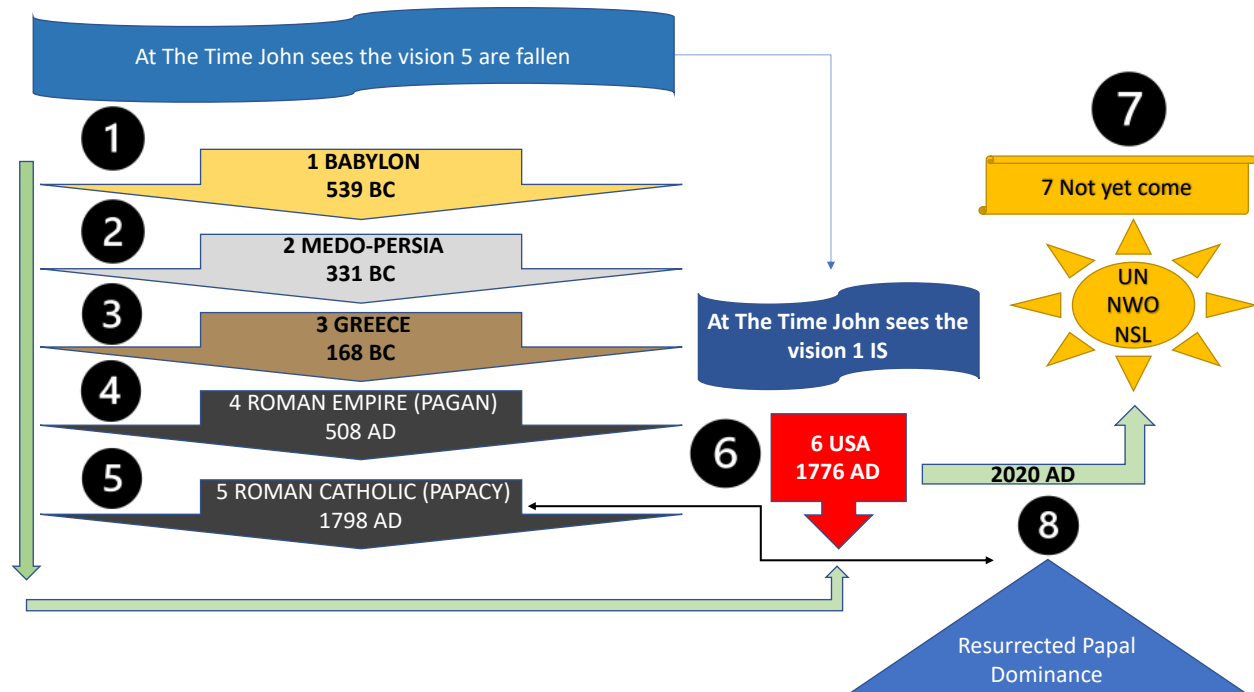 At The Time John sees the vision 5 are fallen
1
1 BABYLON
539 BC
2
2 MEDO-PERSIA
331 BC
3
3 GREECE
168 BC
4
4 ROMAN EMPIRE (PAGAN)
508 AD
5
5 ROMAN CATHOLIC (PAPACY)
1798 AD
At The Time John sees the
vision 1 IS
6
6 USA
1776 AD
7
7 Not yet come
UN
NWO
NSL
2020 AD
8
Resurrected Papal
Dominance